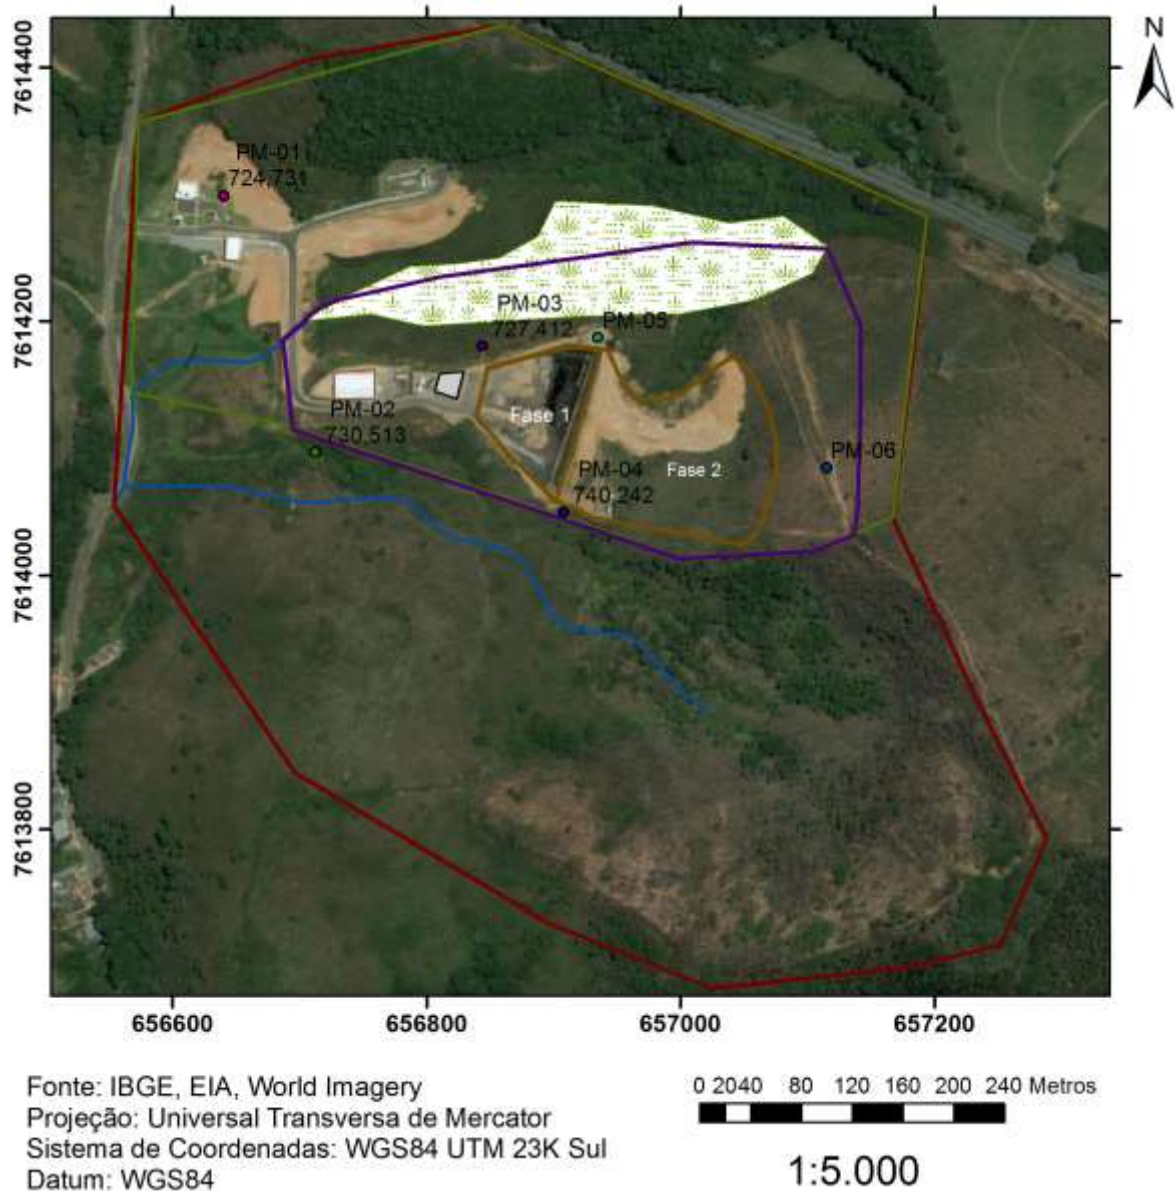 N
7614400
PM-01
724,731
7614200
PM-03
727,412
PM-05
Fase 1
PM-02
730,513
PM-04
740,242
Fase 2
PM-06
7614000
7613800
656600
656800
657000
657200
Fonte: IBGE, EIA, World Imagery
Projeção: Universal Transversa de Mercator
Sistema de Coordenadas: WGS84 UTM 23K Sul
Datum: WGS84
0 2040 80 120 160 200 240 Metros
1:5.000